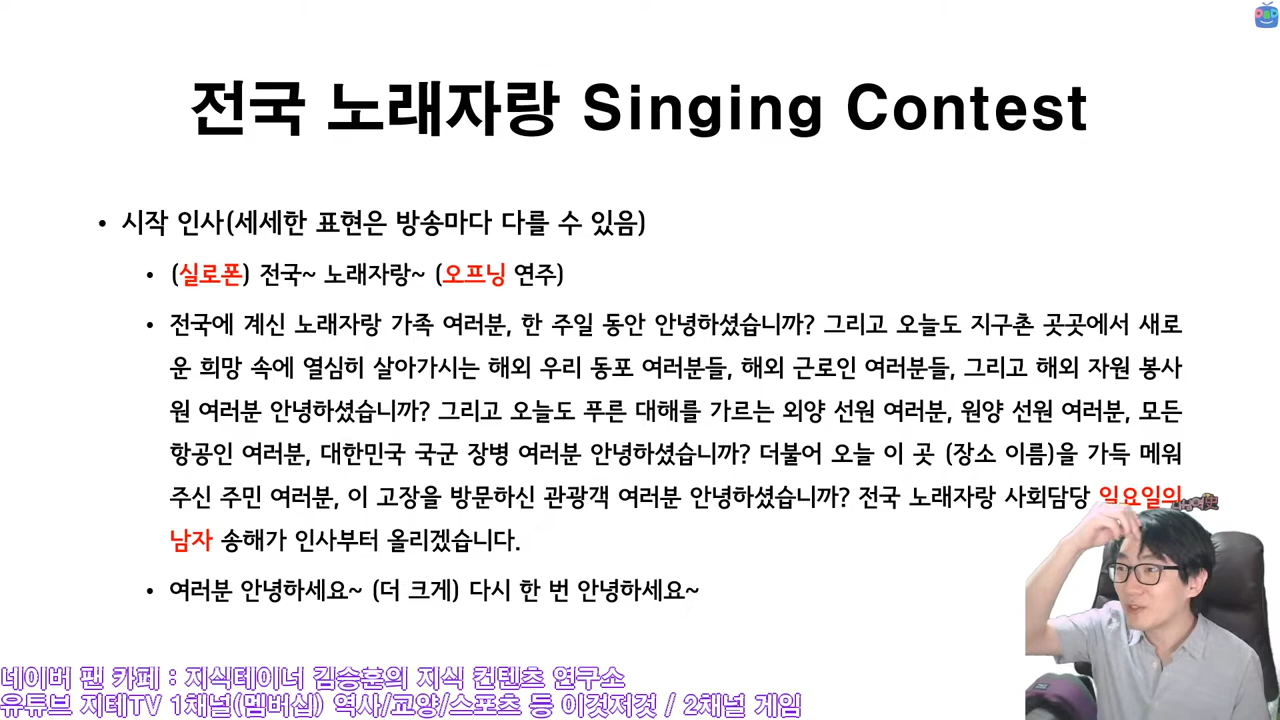 전국 노래자랑 Singing Contest
• 시작 인사(세세한 표현은 방송마다 다를 수 있음)
• (실로폰) 전국~ 노래자랑~ (오프닝 연주)
• 전국에 계신 노래자랑 가족 여러분, 한 주일 동안 안녕하셨습니까? 그리고 오늘도 지구촌 곳곳에서 새로
운 희망 속에 열심히 살아가시는 해외 우리 동포 여러분들, 해외 근로인 여러분들, 그리고 해외 자원 봉사
원 여러분 안녕하셨습니까? 그리고 오늘도 푸른 대해를 가르는 외양 선원 여러분, 원양 선원 여러분, 모든
항공인 여러분, 대한민국 국군 장병 여러분 안녕하셨습니까? 더불어 오늘 이 곳 (장소 이름)을 가득 메워
주신 주민 여러분, 이 고장을 방문하신 관광객 여러분 안녕하셨습니까? 전국 노래자랑 사회담당 일요일의
남자 송해가 인사부터 올리겠습니다.
• 여러분 안녕하세요~ (더 크게) 다시 한 번 안녕하세요~
네이버 팬 카페 : 지식테이너 김승훈의 지식 컨텐츠 연구소
유튜브 지테TV 1채널(멤버십) 역사/교양/스포츠 등 이것저것 / 2채널 게임